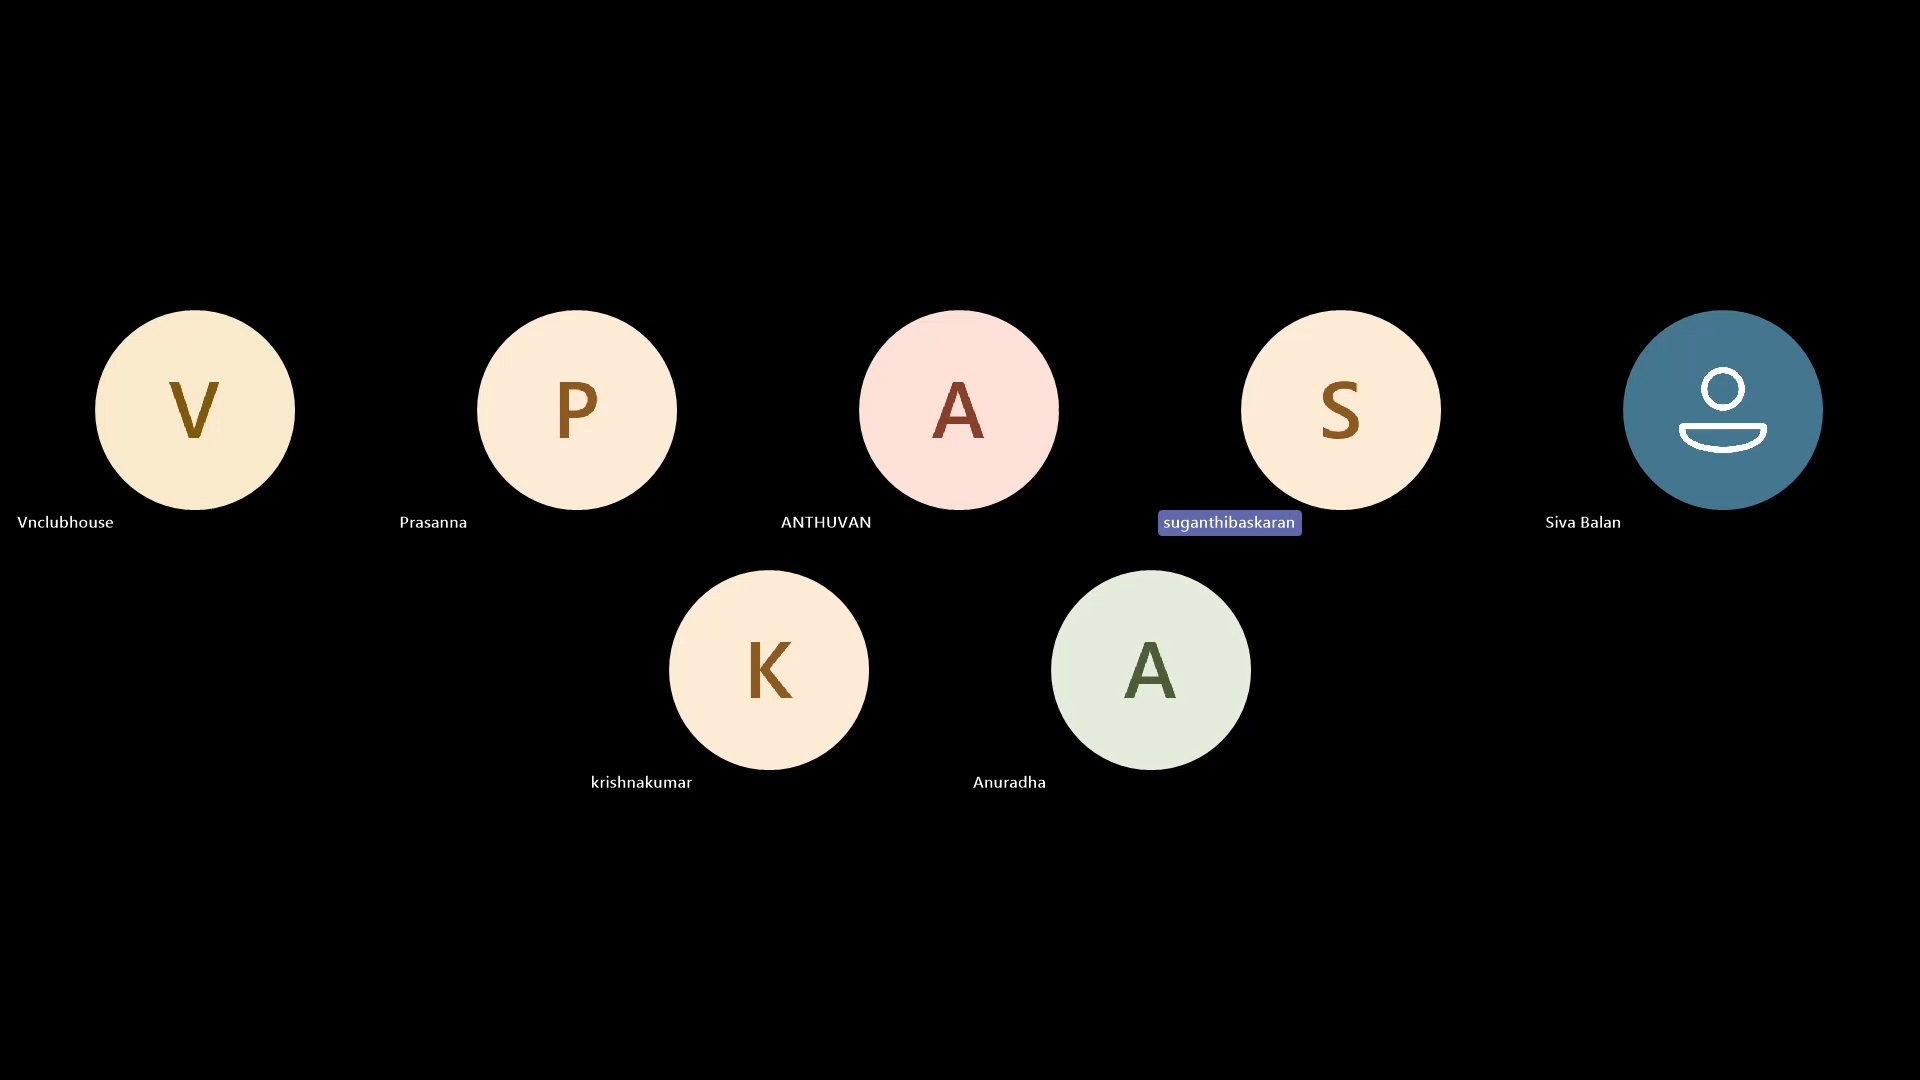 V
P
A
S
Vnclubhouse
Prasanna
ANTHUVAN
suganthibaskaran
Siva Balan
K
A
krishnakumar
Anuradha